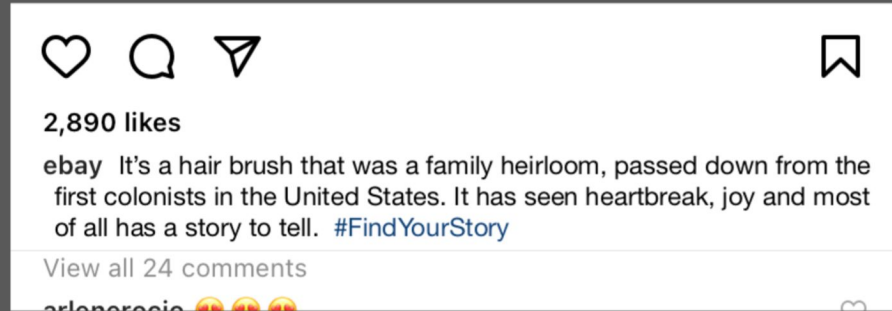 2,890 likes
ebay It's a hair brush that was a family heirloom, passed down from the
first colonists in the United States. It has seen heartbreak, joy and most
of all has a story to tell. #FindYourStory
View all 24 comments